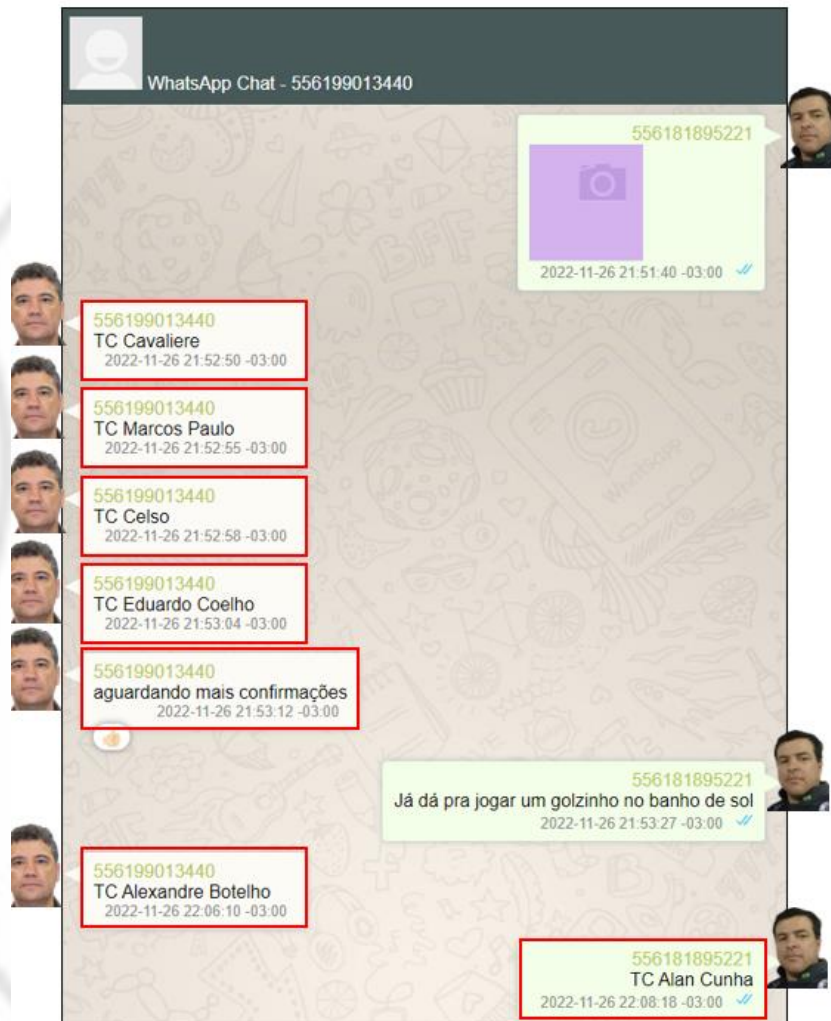 WhatsApp Chat - 556199013440
556181895221
2022-11-26 21:51:40 -03:00
556199013440
TC Cavaliere
2022-11-26 21:52:50 -03:00
556199013440
TC Marcos Paulo
2022-11-26 21:52:55 -03:00
556199013440
TC Celso
2022-11-26 21:52:58 -03:00
556199013440
TC Eduardo Coelho
2022-11-26 21:53:04 -03:00
556199013440
aguardando mais confirmações
2022-11-26 21:53:12 -03:00
556181895221
Já dá pra jogar um golzinho no banho de sol
2022-11-26 21:53:27 -03:00
556199013440
TC Alexandre Botelho
2022-11-26 22:06:10 -03:00
556181895221
TC Alan Cunha
2022-11-26 22:08:18 -03:00